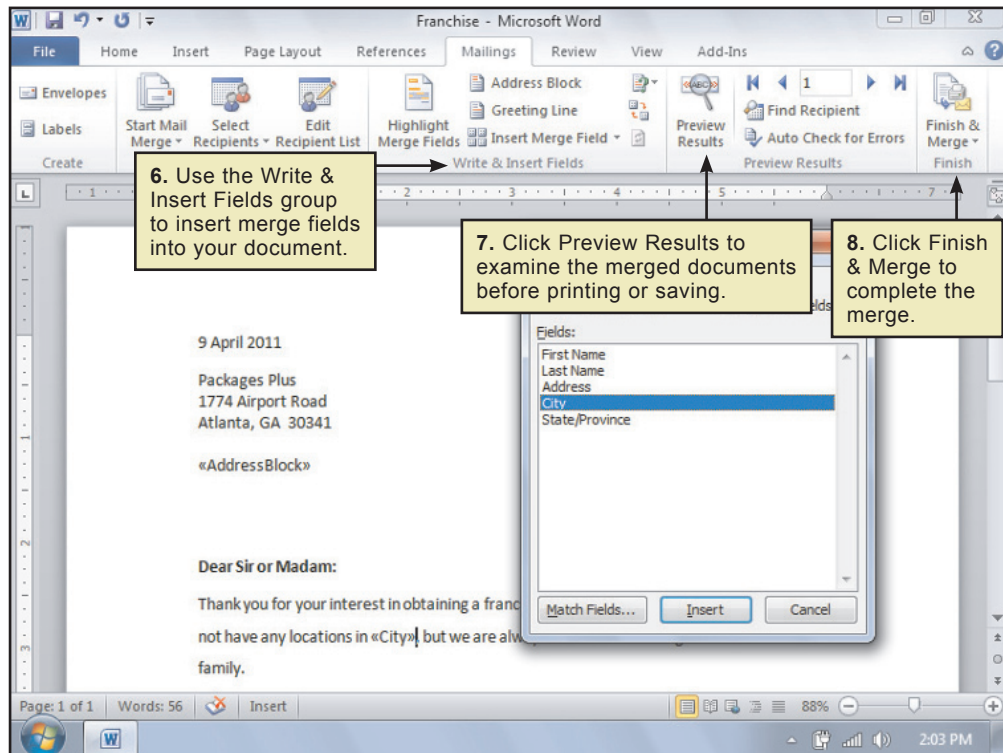 Franchise - Microsoft Word
File Home Insert Page Layout References Mailings Review View Add-Ins
Envelopes
Labels
Create
Start Mail Merge
Select Recipients
Edit Recipient List
Highlight Merge Fields
Address Block
Greeting Line
Insert Merge Field
Write & Insert Fields
Preview Results
1
Find Recipient
Auto Check for Errors
Preview Results
Finish & Merge
Finish
1 2 3 4 5 7
6. Use the Write &
Insert Fields group
to insert merge fields
into your document.
7. Click Preview Results to
examine the merged documents
before printing or saving.
8. Click Finish
& Merge to
complete the
merge.
9 April 2011
Packages Plus
1774 Airport Road
Atlanta, GA 30341
«AddressBlock»
Dear Sir or Madam:
Thank you for your interest in obtaining a franc
not have any locations in «City», but we are al
family.
Fields:
First Name
Last Name
Address
City
State/Province
Match Fields... Insert Cancel
Page: 1 of 1 Words: 56 Insert 88%
2:03 PM